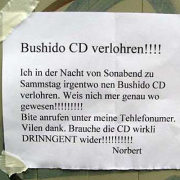 Bushido CD verlohren!!!!
Ich in der Nacht von Sonabend zu
Sammstag irgentwo nen Bushido CD
verlohren. Weis nich mer genau wo
gewesen!!!!!!!!!
Bite anrufen unter meine Tehlefonumer.
Vilen dank. Brauche die CD wirkli
DRINNGENT wider!!!!!!!!!!
Norbert